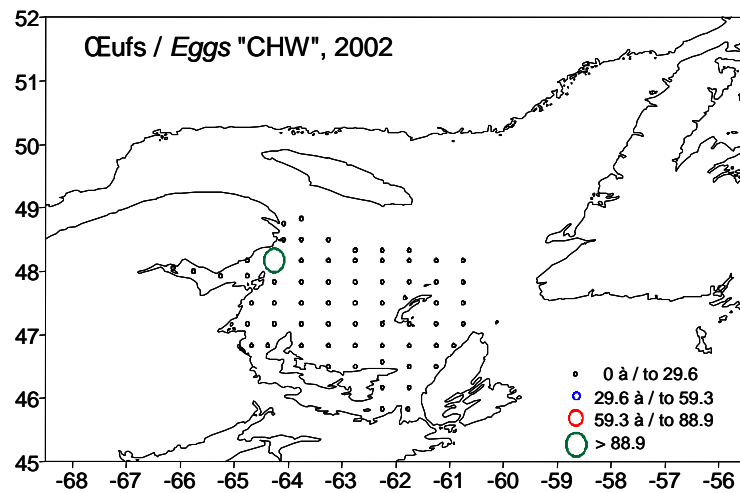 52
Œufs / Eggs "CHW", 2002
51
50
49
48
47
46
45
0 à / to 29.6
29.6 à / to 59.3
59.3 à / to 88.9
> 88.9
-68 -67 -66 -65 -64 -63 -62 -61 -60 -59 -58 -57 -56